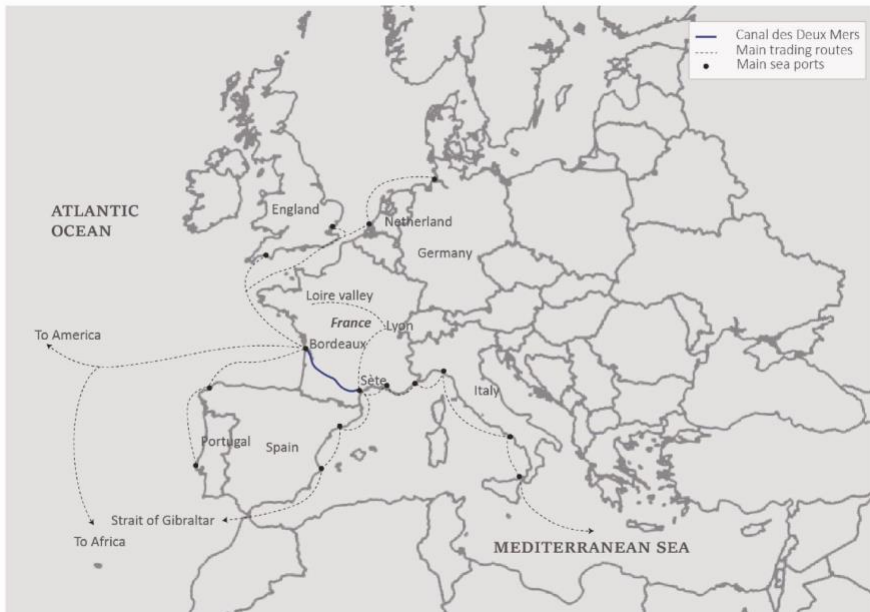 Canal des Deux Mers
Main trading routes
Main sea ports
ATLANTIC
OCEAN
England
Netherland
Germany
Loire valley
France
Lyon
To America
Bordeaux
Sète
Italy
Portugal
Spain
Strait of Gibraltar
To Africa
MEDITERRANEAN SEA